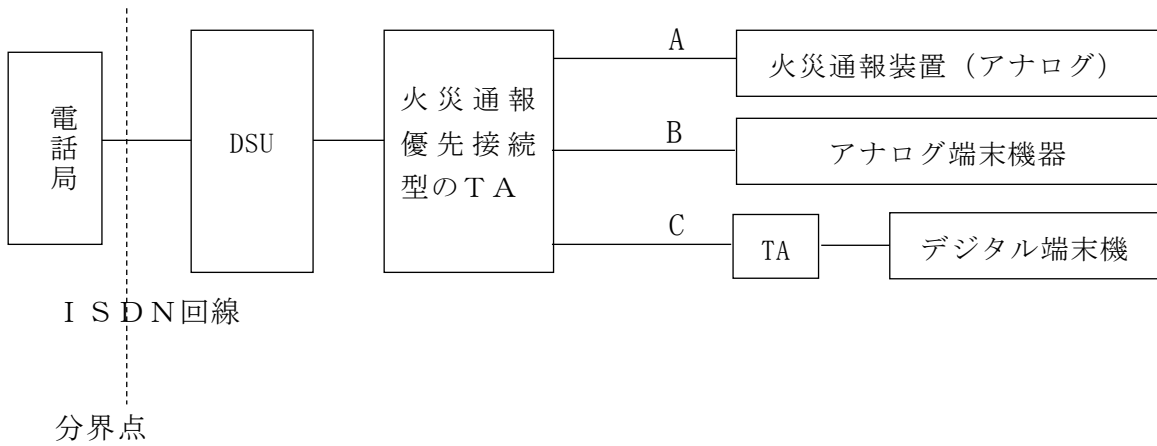 電話局
DSU
火災通報
優先接続
型のＴＡ
A
火災通報装置（アナログ）
B
アナログ端末機器
C
TA
デジタル端末機
ＩＳＤＮ回線
分界点